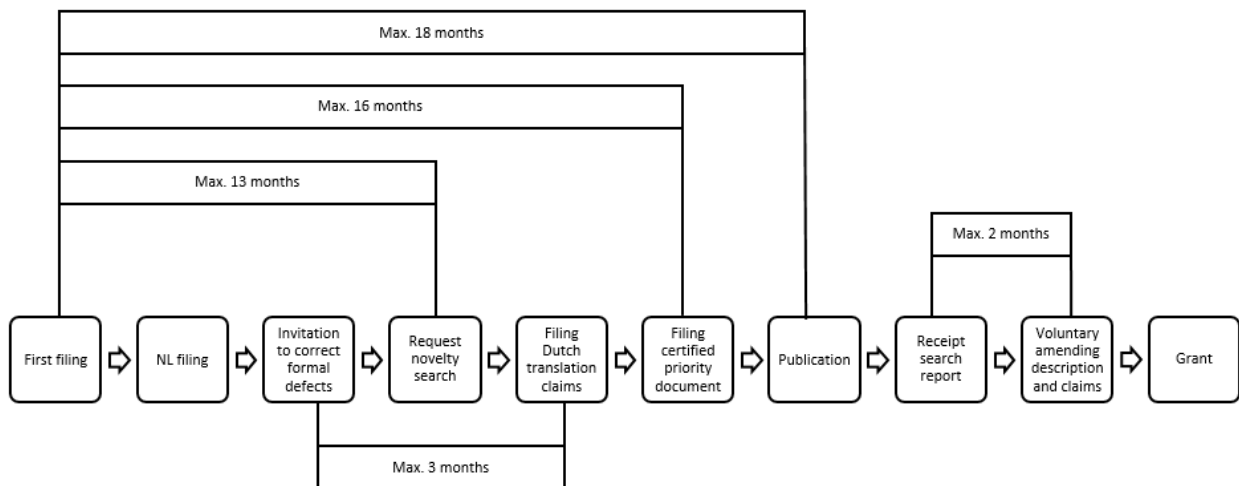 Max. 18 months
Max. 16 months
Max. 13 months
Max. 2 months
First filing
NL filing
Invitation
to correct
formal
defects
Request
novelty
search
Filing
Dutch
translation
claims
Filing
certified
priority
document
Publication
Receipt
search
report
Voluntary
amending
description
and claims
Grant
Max. 3 months